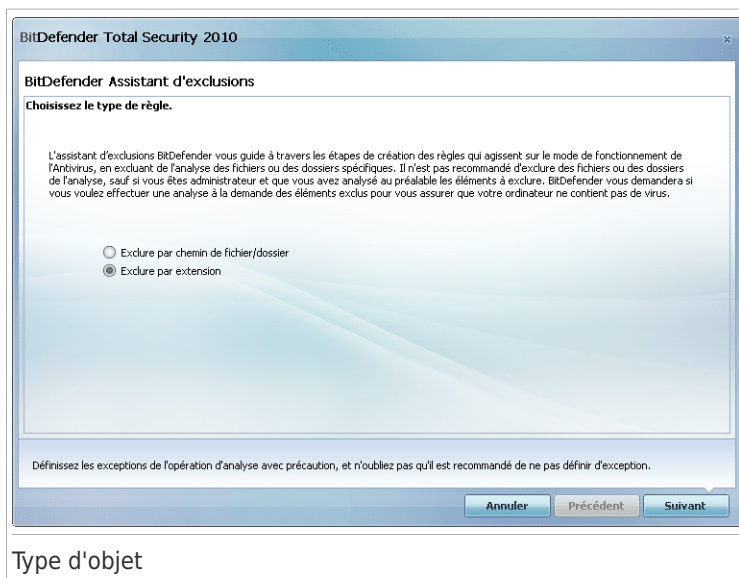 BitDefender Total Security 2010
BitDefender Assistant d'exclusions
Choisissez le type de règle.
L'assistant d'exclusions BitDefender vous guide à travers les étapes de création des règles qui agissent sur le mode de fonctionnement de
l'Antivirus, en excluant de l'analyse des fichiers ou des dossiers spécifiques. Il n'est pas recommandé d'exclure des fichiers ou des dossiers
de l'analyse, sauf si vous êtes administrateur et que vous avez analysé au préalable les éléments à exclure. BitDefender vous demandera si
vous voulez effectuer une analyse à la demande des éléments exclus pour vous assurer que votre ordinateur ne contient pas de virus.
Exclure par chemin de fichier/dossier
Exclure par extension
Définissez les exceptions de l'opération d'analyse avec précaution, et n'oubliez pas qu'il est recommandé de ne pas définir d'exception.
Annuler Précédent Suivant
Type d'objet